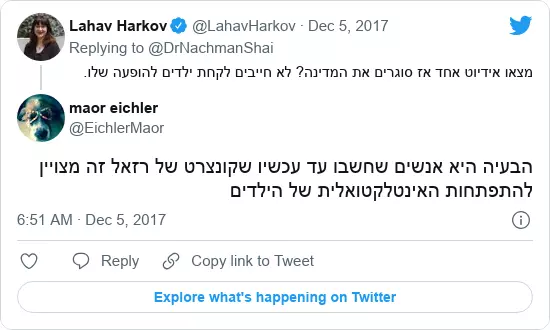 Lahav Harkov @LahavHarkov · Dec 5, 2017
Replying to @DrNachmanShai
מצאו אידיוט אחד אז סוגרים את המדינה? לא חייבים לקחת ילדים להופעה שלו.
maor eichler
@EichlerMaor
הבעיה היא אנשים שחשבו עד עכשיו שקונצרט של רזאל זה מצויין
להתפתחות האינטלקטואלית של הילדים
6:51 AM · Dec 5, 2017
Reply Copy link to Tweet
Explore what's happening on Twitter